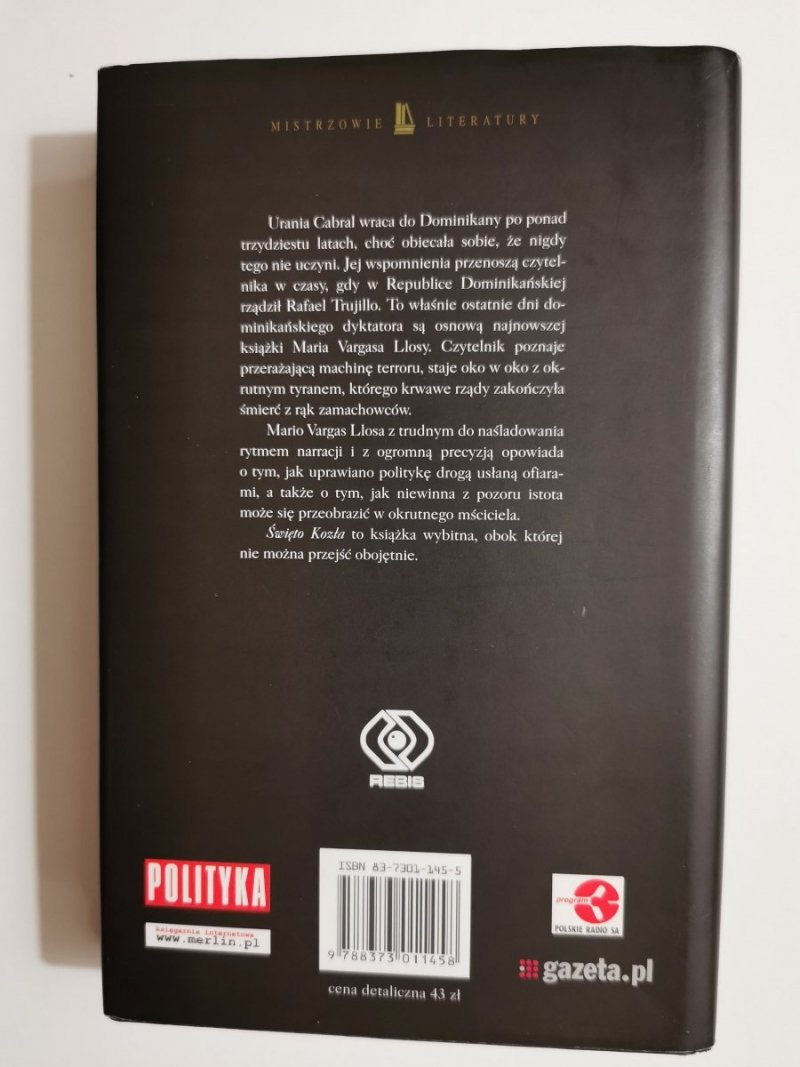 MISTRZOWIE LITERATURY
Urania Cabral wraca do Dominikany po ponad
trzydziestu latach, choć obiecała sobie, że nigdy
tego nie uczyni. Jej wspomnienia przenoszą czytel-
nika w czasy, gdy w Republice Dominikańskiej
rządził Rafael Trujillo. To właśnie ostatnie dni do-
minikańskiego dyktatora są osnową najnowszej
książki Maria Vargasa Llosy. Czytelnik poznaje
przerażającą machinę terroru, staje oko w oko z ok-
rutnym tyranem, którego krwawe rządy zakończyła
śmierć z rąk zamachowców.
Mario Vargas Llosa z trudnym do naśladowania
rytmem narracji i z ogromną precyzją opowiada
o tym, jak uprawiano politykę drogą usłaną ofiara-
mi, a także o tym, jak niewinna z pozoru istota
może się przeobrazić w okrutnego mściciela.
Święto Kozła to książka wybitna, obok której
nie można przejść obojętnie.
REBIS
POLITYKA
księgarnia internetowa
www.merlin.pl
ISBN 83-7301-145-5
9 788373 011458
cena detaliczna 43 zł
program 3
POLSKIE RADIO SA
gazeta.pl